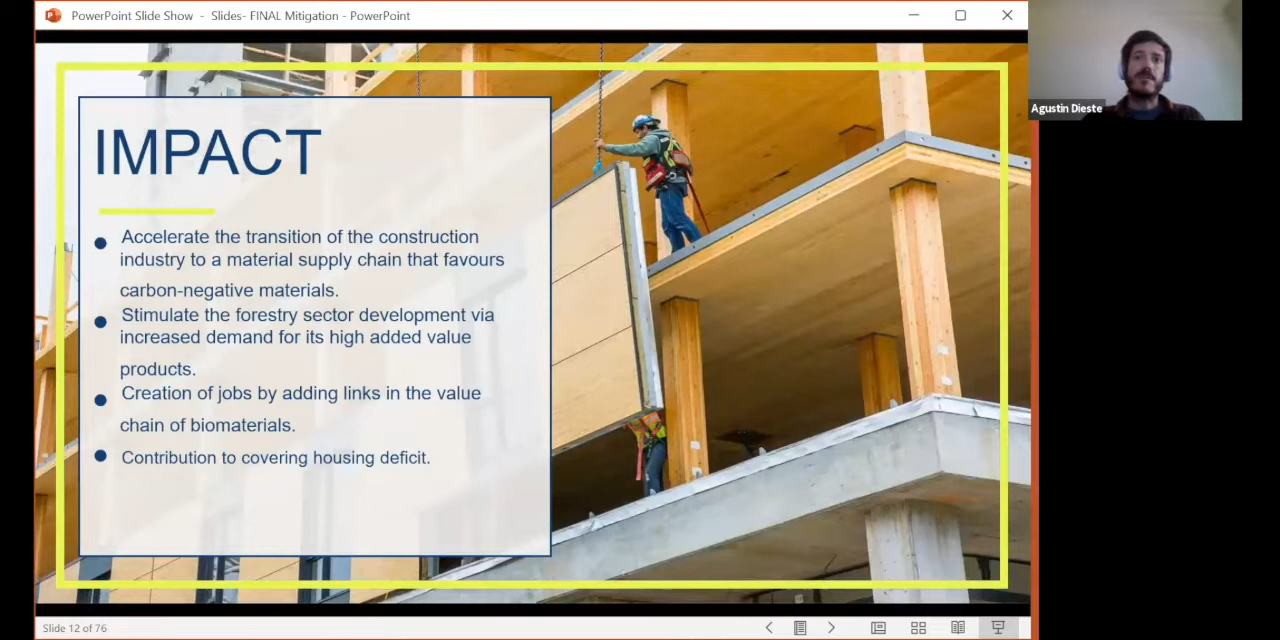 PowerPoint Slide Show - Slides- FINAL Mitigation - PowerPoint
Agustin Dieste
IMPACT
Accelerate the transition of the construction
industry to a material supply chain that favours
carbon-negative materials.
Stimulate the forestry sector development via
increased demand for its high added value
products.
Creation of jobs by adding links in the value
chain of biomaterials.
Contribution to covering housing deficit.
Slide 12 of 76